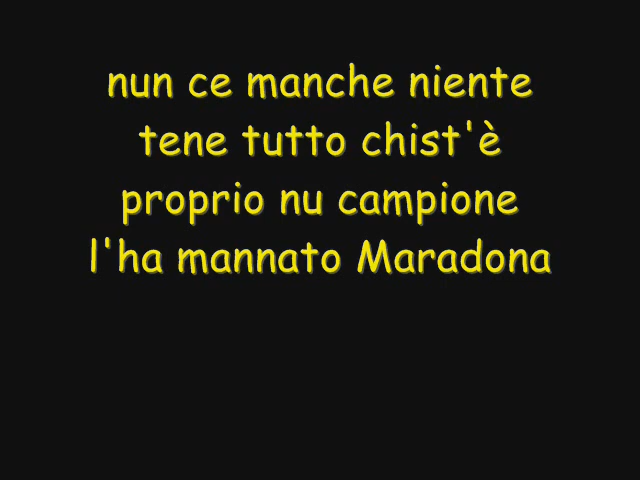 nun ce manche niente
tene tutto chist'è
proprio nu campione
l'ha mannato Maradona